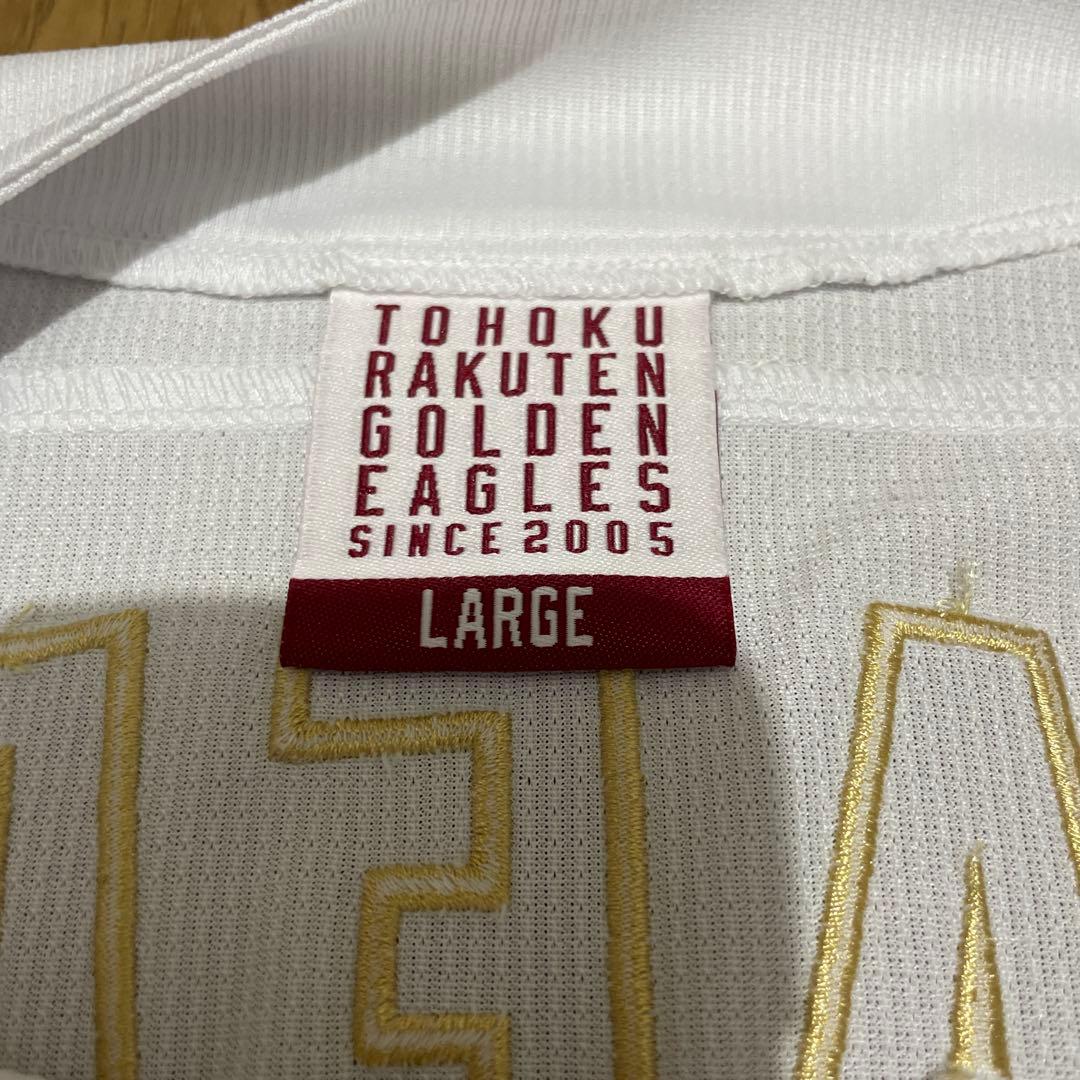 TOHOKU
RAKUTEN
GOLDEN
EAGLES
SINCE 2005
LARGE